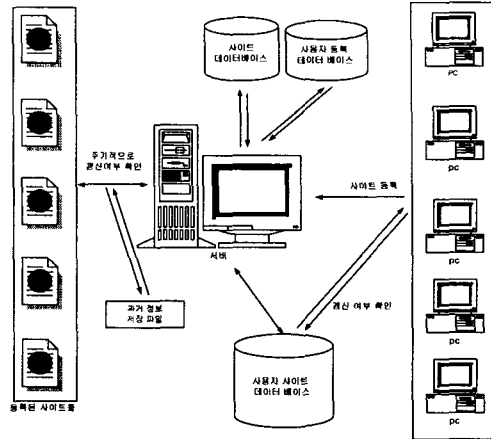 사이트
데이터베이스
사용자 등록
데이터 베이스
PC
주기적으로
갱신여부 확인
pc
사이트 등록
서버
pc
과거 정보
저장 파일
갱신 여부 확인
pc
사용자 사이트
데이터 베이스
등록된 사이트들
pc